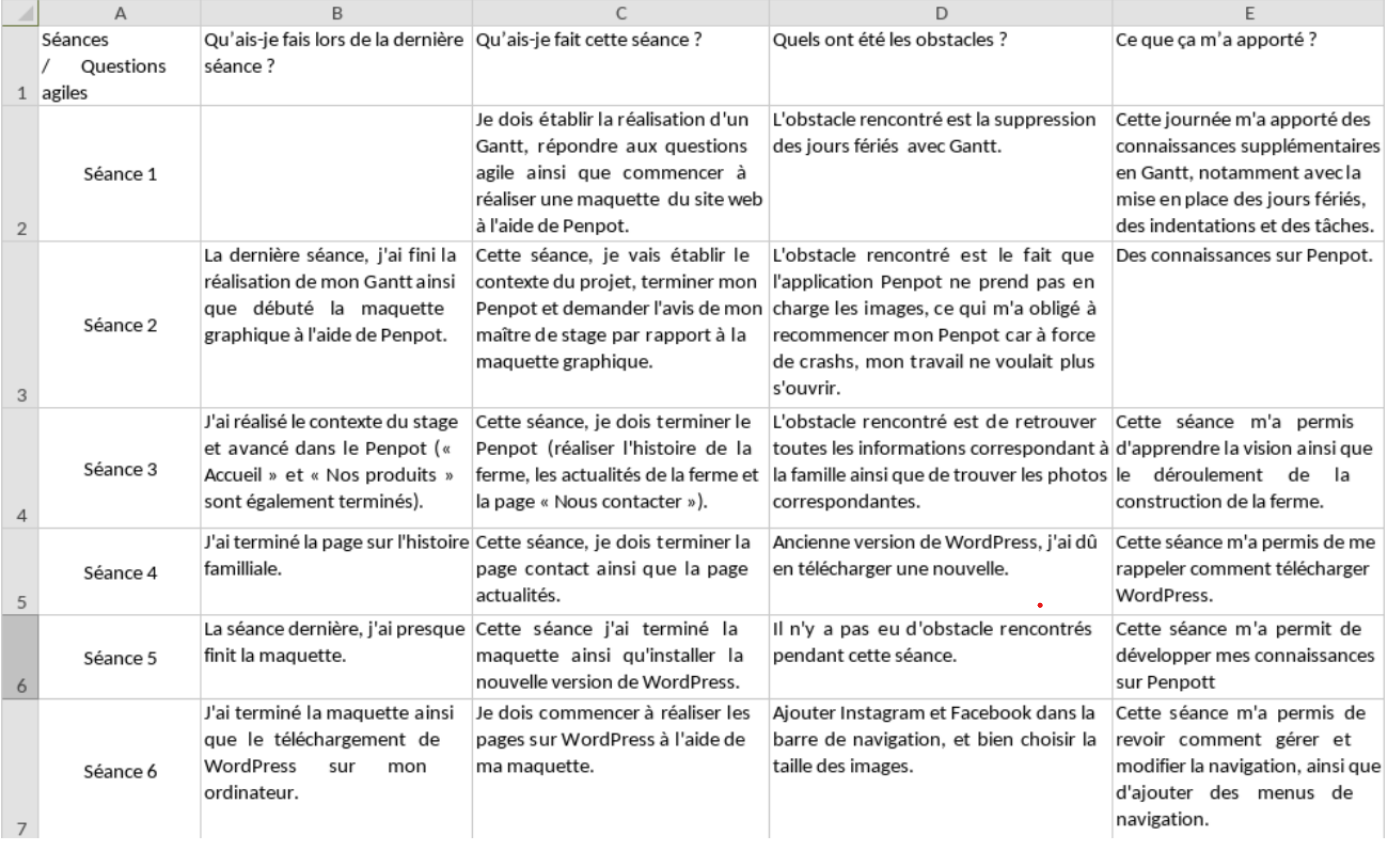 A B C D E
1
Séances
/ Questions
agiles
Qu'ais-je fais lors de la dernière
séance ?
Qu'ais-je fait cette séance ?
Quels ont été les obstacles ?
Ce que ça m'a apporté ?
2
Séance 1
Je dois établir la réalisation d'un
Gantt, répondre aux questions
agile ainsi que commencer à
réaliser une maquette du site web
à l'aide de Penpot.
L'obstacle rencontré est la suppression
des jours fériés avec Gantt.
Cette journée m'a apporté des
connaissances supplémentaires
en Gantt, notamment avec la
mise en place des jours fériés,
des indentations et des tâches.
3
Séance 2
La dernière séance, j'ai fini la
réalisation de mon Gantt ainsi
que débuté la maquette
graphique à l'aide de Penpot.
Cette séance, je vais établir le
contexte du projet, terminer mon
Penpot et demander l'avis de mon
maître de stage par rapport à la
maquette graphique.
L'obstacle rencontré est le fait que
l'application Penpot ne prend pas en
charge les images, ce qui m'a obligé à
recommencer mon Penpot car à force
de crashs, mon travail ne voulait plus
s'ouvrir.
Des connaissances sur Penpot.
4
Séance 3
J'ai réalisé le contexte du stage
et avancé dans le Penpot («
Accueil » et « Nos produits »
sont également terminés).
Cette séance, je dois terminer le
Penpot (réaliser l'histoire de la
ferme, les actualités de la ferme et
la page « Nous contacter »).
L'obstacle rencontré est de retrouver
toutes les informations correspondant à
la famille ainsi que de trouver les photos
correspondantes.
Cette séance m'a permis
d'apprendre la vision ainsi que
le déroulement de la
construction de la ferme.
5
Séance 4
J'ai terminé la page sur l'histoire
familliale.
Cette séance, je dois terminer la
page contact ainsi que la page
actualités.
Ancienne version de WordPress, j'ai dû
en télécharger une nouvelle.
Cette séance m'a permis de me
rappeler comment télécharger
WordPress.
6
Séance 5
La séance dernière, j'ai presque
finit la maquette.
Cette séance j'ai terminé la
maquette ainsi qu'installer la
nouvelle version de WordPress.
Il n'y a pas eu d'obstacle rencontrés
pendant cette séance.
Cette séance m'a permit de
développer mes connaissances
sur Penpott
7
Séance 6
J'ai terminé la maquette ainsi
que le téléchargement de
WordPress sur mon
ordinateur.
Je dois commencer à réaliser les
pages sur WordPress à l'aide de
ma maquette.
Ajouter Instagram et Facebook dans la
barre de navigation, et bien choisir la
taille des images.
Cette séance m'a permis de
revoir comment gérer et
modifier la navigation, ainsi que
d'ajouter des menus de
navigation.